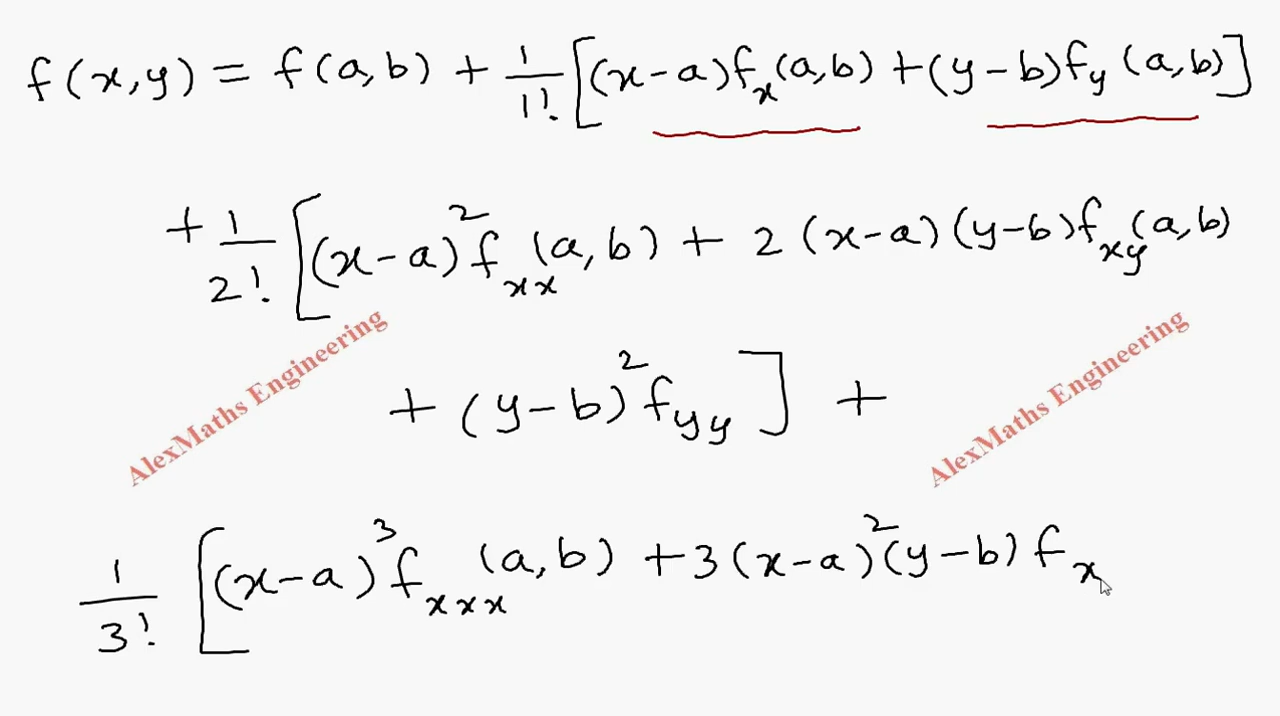 f(x,y) = f(a,b) + 1/1! [(x-a)f_x(a,b) + (y-b)f_y(a,b)]
+ 1/2! [(x-a)^2 f_xx(a,b) + 2(x-a)(y-b)f_xy(a,b)
AlexMaths Engineering
AlexMaths Engineering
+ (y-b)^2 f_yy] +
1/3! [(x-a)^3 f_xxx(a,b) + 3(x-a)^2(y-b)f_x